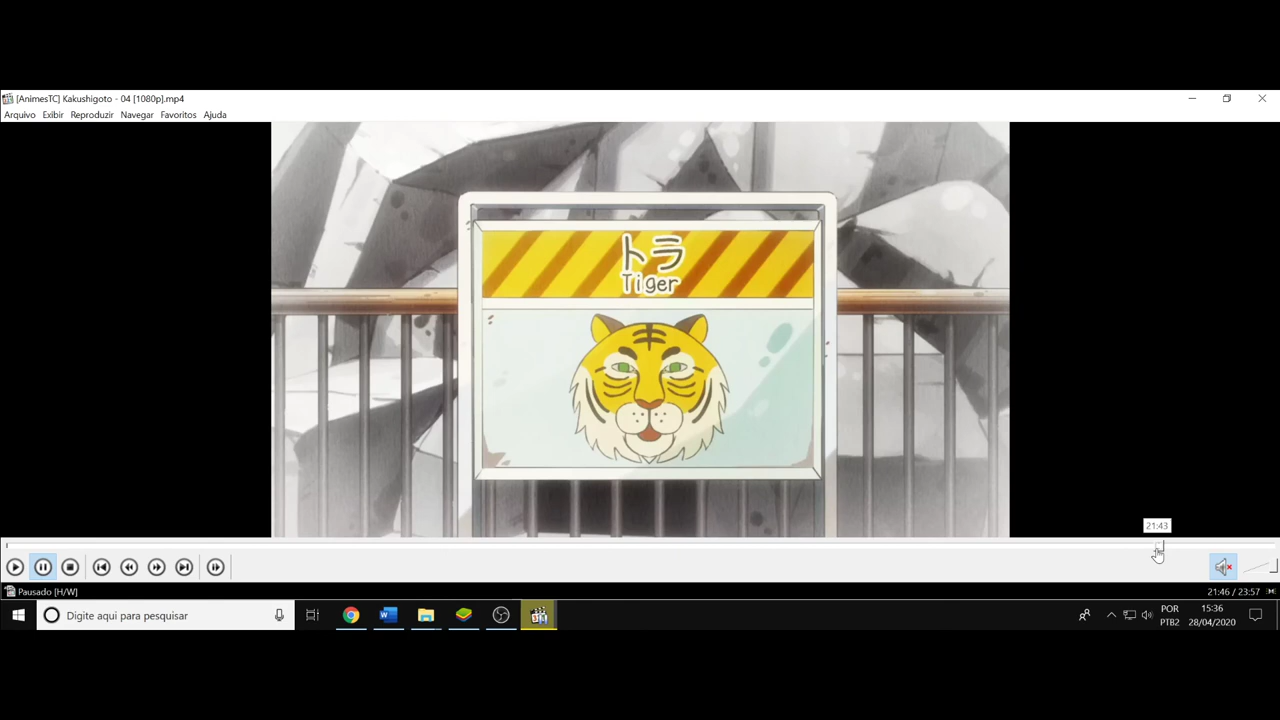 [AnimesTC] Kakushigoto - 04 [1080p].mp4
Arquivo Exibir Reproduzir Navegar Favoritos Ajuda
トラ
Tiger
21:43
Pausado [H/W]
21:46 / 23:57
Digite aqui para pesquisar
POR
PTB2
15:36
28/04/2020